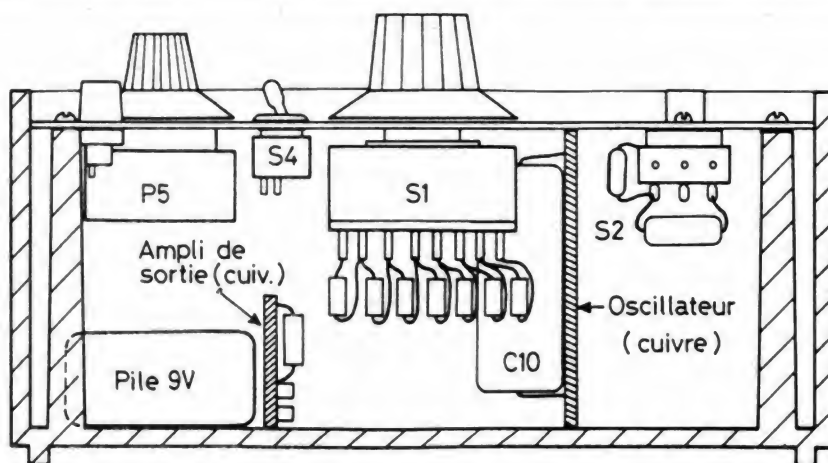 P5
S4
S1
S2
Ampli de
sortie (cuiv.)
Oscillateur
(cuivre)
Pile 9V
C10